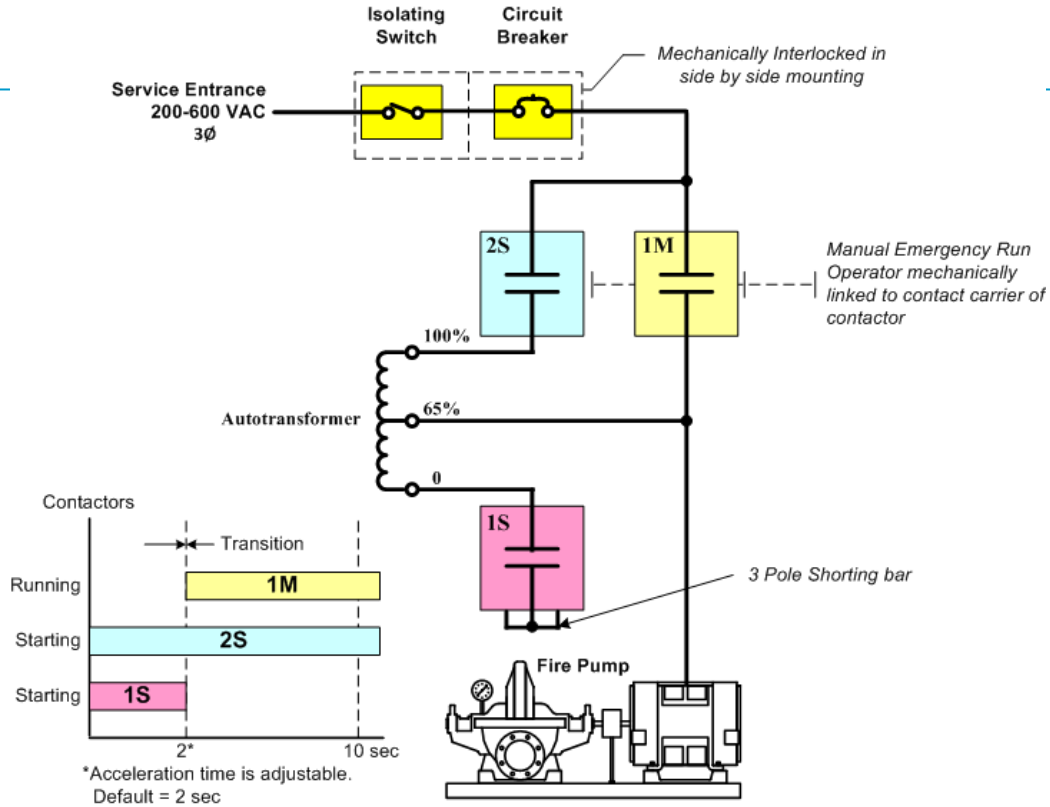 Isolating
Switch
Circuit
Breaker
Mechanically Interlocked in
side by side mounting
Service Entrance
200-600 VAC
3Ø
2S
1M
Manual Emergency Run
Operator mechanically
linked to contact carrier of
contactor
100%
Autotransformer
65%
0
1S
3 Pole Shorting bar
Contactors
Transition
Running
1M
Starting
2S
Starting
1S
2*
10 sec
*Acceleration time is adjustable.
Default = 2 sec
Fire Pump